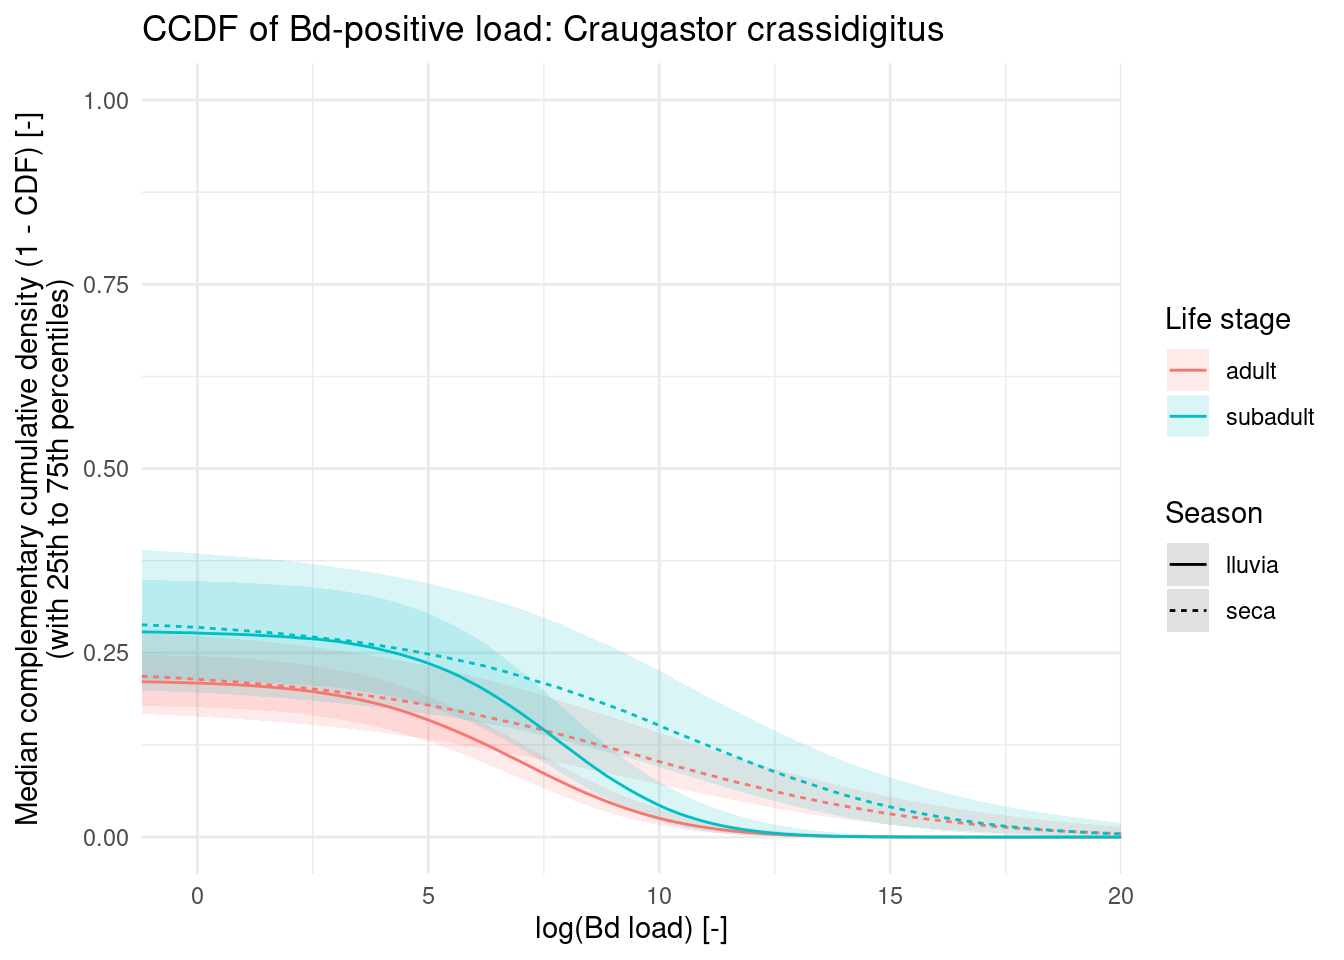 CCDF of Bd-positive load: Craugastor crassidigitus
Median complementary cumulative density (1 - CDF) [-]
(with 25th to 75th percentiles)
1.00
0.75
0.50
0.25
0.00
0
5
10
15
20
log(Bd load) [-]
Life stage
adult
subadult
Season
lluvia
seca